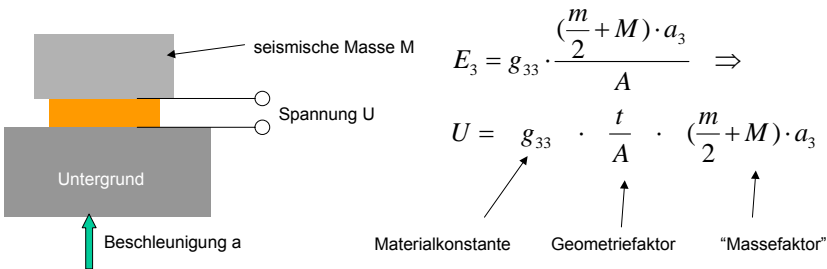 seismische Masse M
Spannung U
Untergrund
Beschleunigung a
E₃ = g₃₃ · ((m/2 + M) · a₃) / A ⇒
U = g₃₃ · t/A · (m/2 + M) · a₃
Materialkonstante Geometriefaktor “Massefaktor”